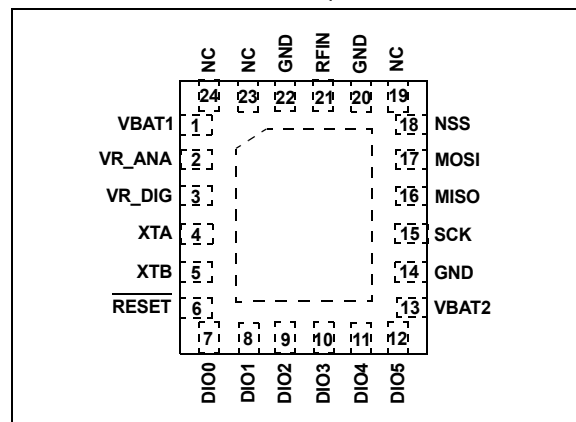 NC NC GND RFIN GND NC
24 23 22 21 20 19
VBAT1 1 18 NSS
VR_ANA 2 17 MOSI
VR_DIG 3 16 MISO
XTA 4 15 SCK
XTB 5 14 GND
RESET 6 13 VBAT2
7 8 9 10 11 12
DIO0 DIO1 DIO2 DIO3 DIO4 DIO5